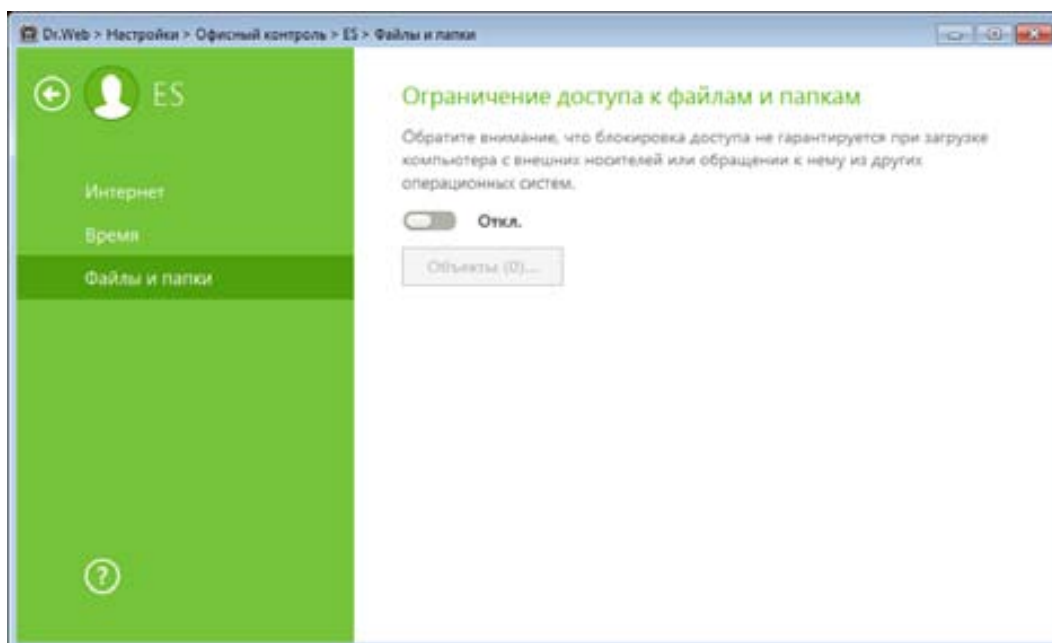 Dr.Web > Настройки > Офисный контроль > ES > Файлы и папки
ES
Интернет
Время
Файлы и папки
Ограничение доступа к файлам и папкам
Обратите внимание, что блокировка доступа не гарантируется при загрузке
компьютера с внешних носителей или обращении к нему из других
операционных систем.
Откл.
Объекты (0)...
?